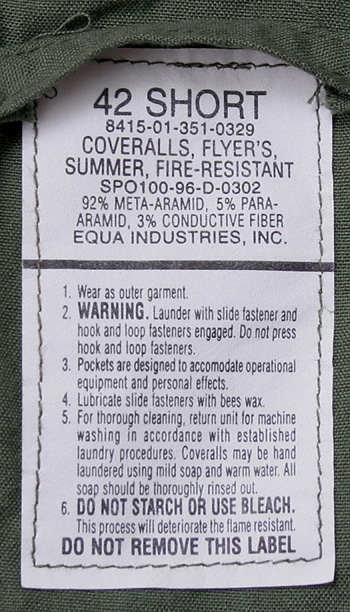 42 SHORT
8415-01-351-0329
COVERALLS, FLYER'S,
SUMMER, FIRE-RESISTANT
SPO100-96-D-0302
92% META-ARAMID, 5% PARA-
ARAMID, 3% CONDUCTIVE FIBER
EQUA INDUSTRIES, INC.
1. Wear as outer garment.
2. WARNING. Launder with slide fastener and
hook and loop fasteners engaged. Do not press
hook and loop fasteners.
3. Pockets are designed to accomodate operational
equipment and personal effects.
4. Lubricate slide fasteners with bees wax.
5. For thorough cleaning, return unit for machine
washing in accordance with established
laundry procedures. Coveralls may be hand
laundered using mild soap and warm water. All
soap should be thoroughly rinsed out.
6. DO NOT STARCH OR USE BLEACH.
This process will deteriorate the flame resistant.
DO NOT REMOVE THIS LABEL